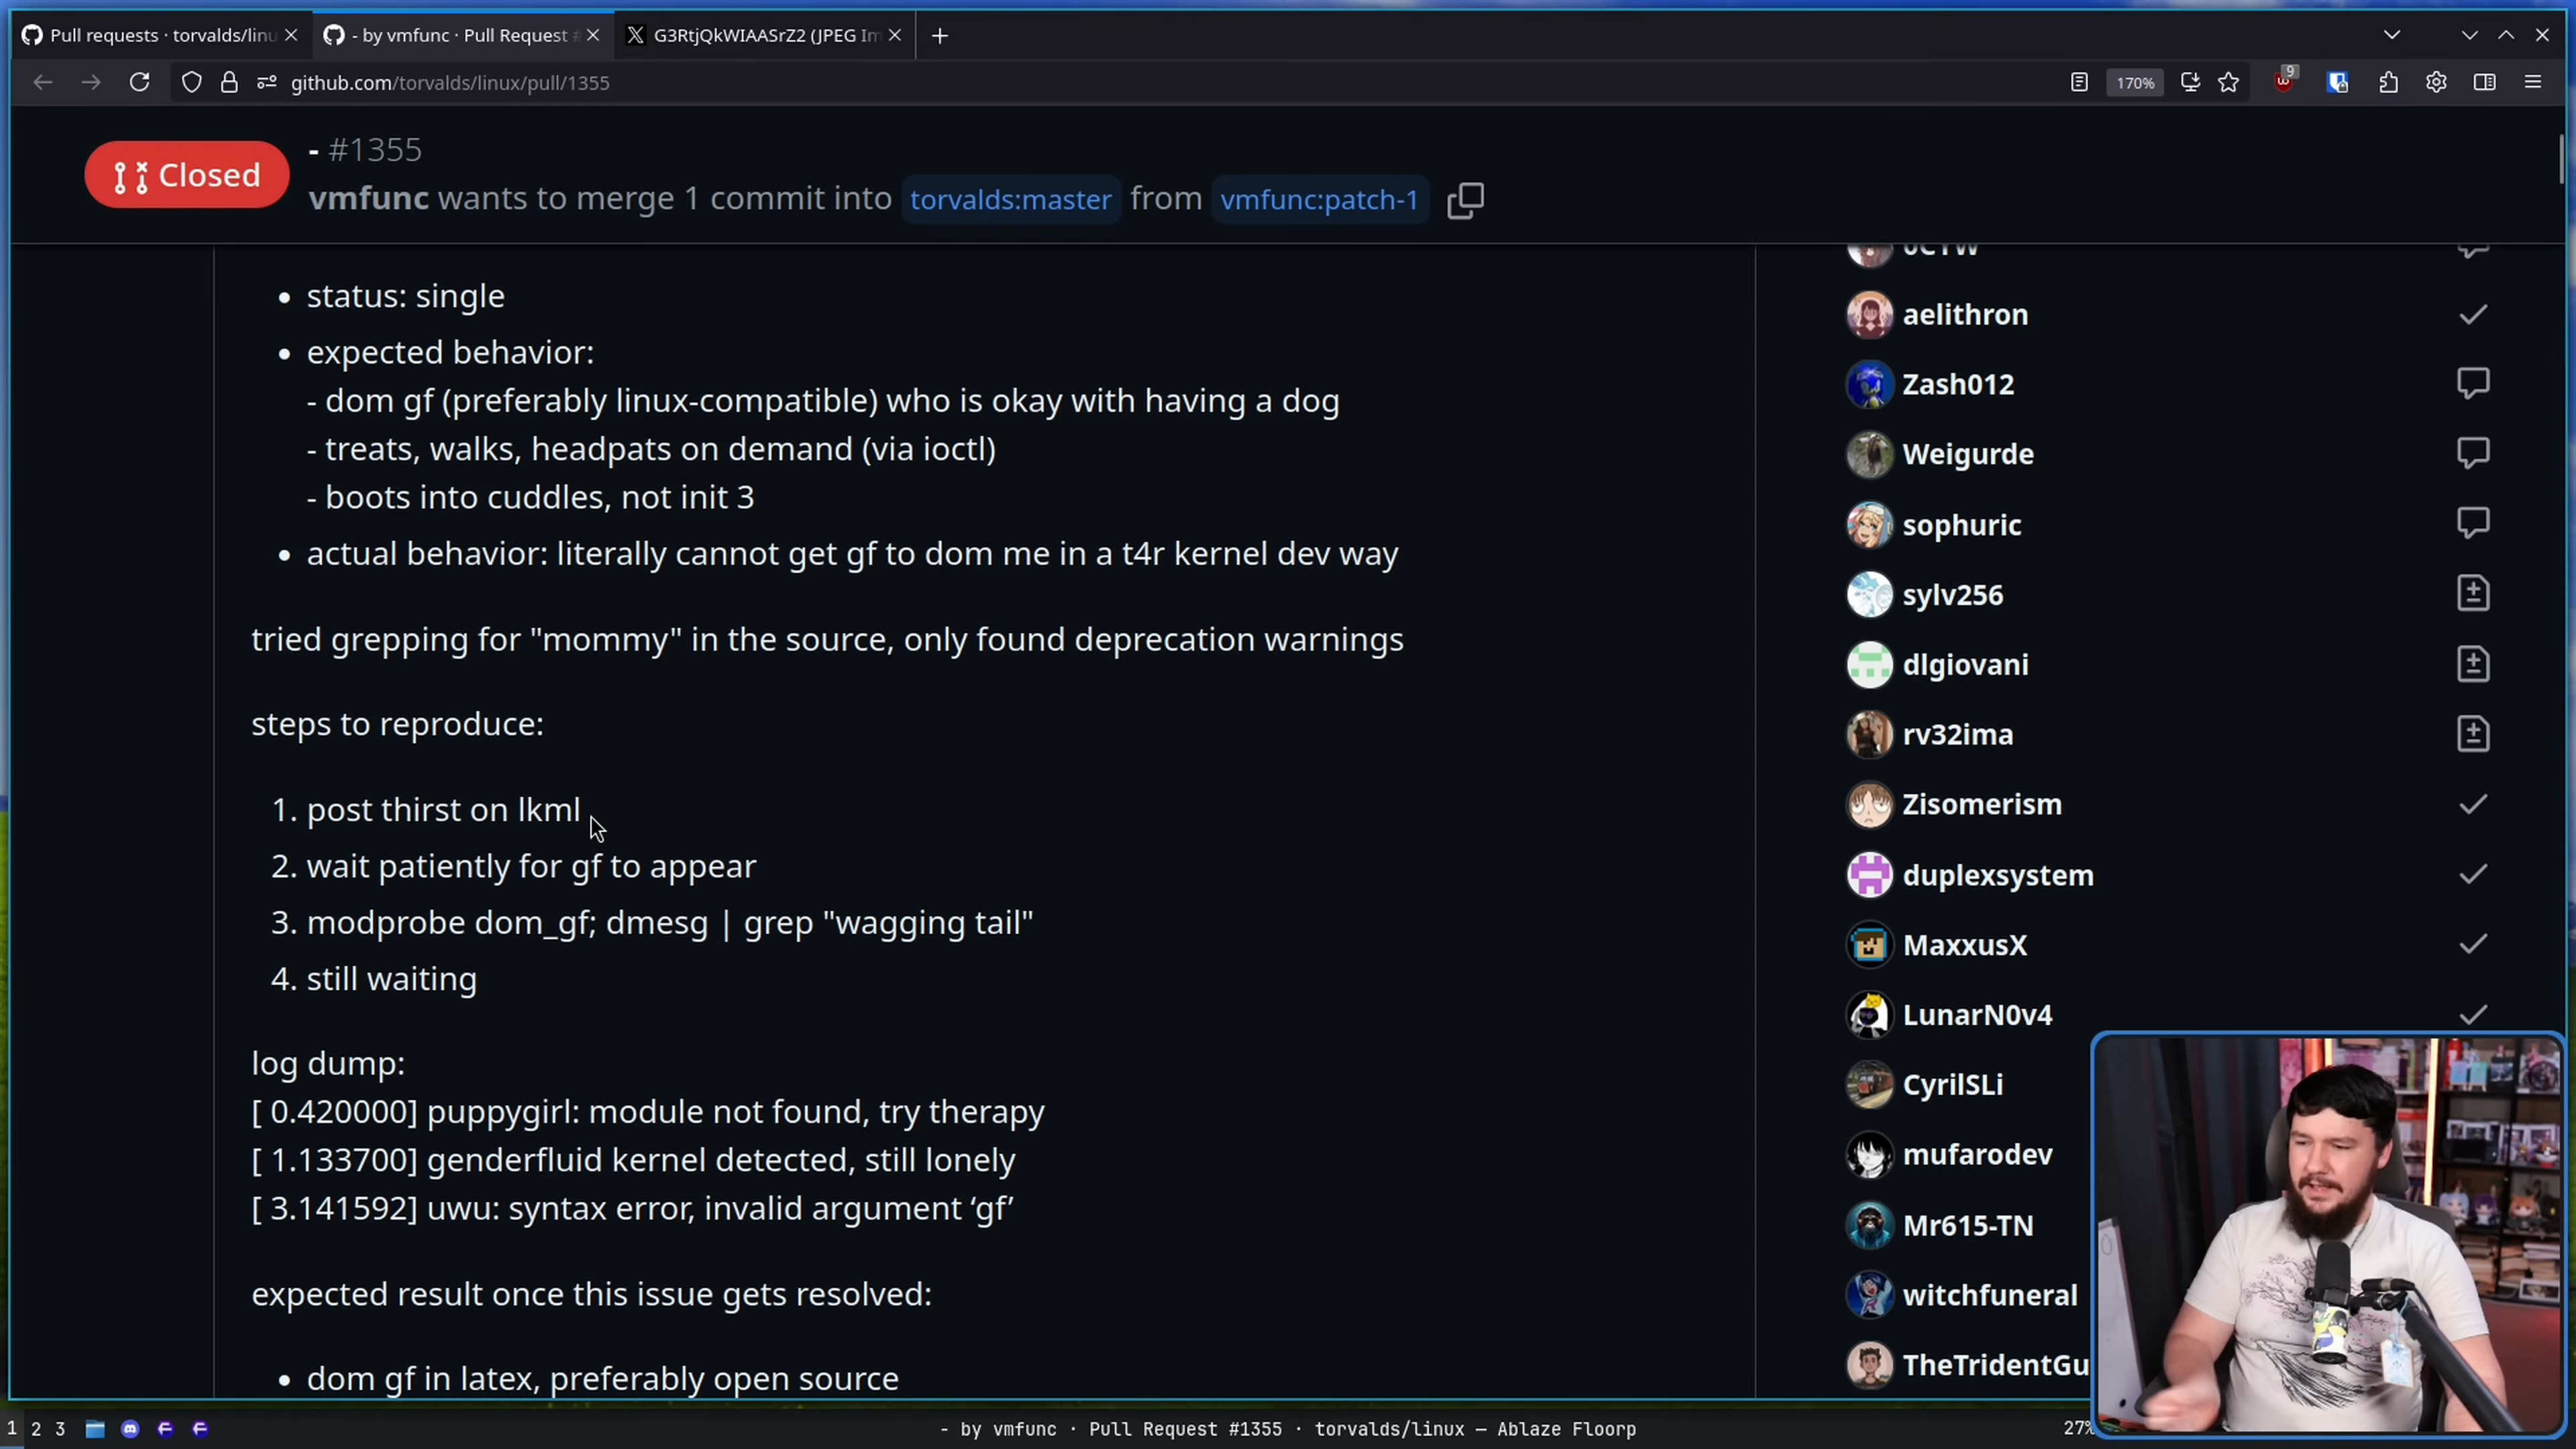 Pull requests · torvalds/linu
- by vmfunc · Pull Request #
G3RtjQkWIAASrZ2 (JPEG Im
github.com/torvalds/linux/pull/1355
170%
9
Closed
- #1355
vmfunc wants to merge 1 commit into torvalds:master from vmfunc:patch-1
• status: single
• expected behavior:
- dom gf (preferably linux-compatible) who is okay with having a dog
- treats, walks, headpats on demand (via ioctl)
- boots into cuddles, not init 3
• actual behavior: literally cannot get gf to dom me in a t4r kernel dev way
tried grepping for "mommy" in the source, only found deprecation warnings
steps to reproduce:
1. post thirst on lkml
2. wait patiently for gf to appear
3. modprobe dom_gf; dmesg | grep "wagging tail"
4. still waiting
log dump:
[ 0.420000] puppygirl: module not found, try therapy
[ 1.133700] genderfluid kernel detected, still lonely
[ 3.141592] uwu: syntax error, invalid argument ‘gf’
expected result once this issue gets resolved:
• dom gf in latex, preferably open source
aelithron
Zash012
Weigurde
sophuric
sylv256
dlgiovani
rv32ima
Zisomerism
duplexsystem
MaxxusX
LunarN0v4
CyrilSLi
mufarodev
Mr615-TN
witchfuneral
TheTridentGu
1 2 3
- by vmfunc · Pull Request #1355 · torvalds/linux — Ablaze Floorp
27%